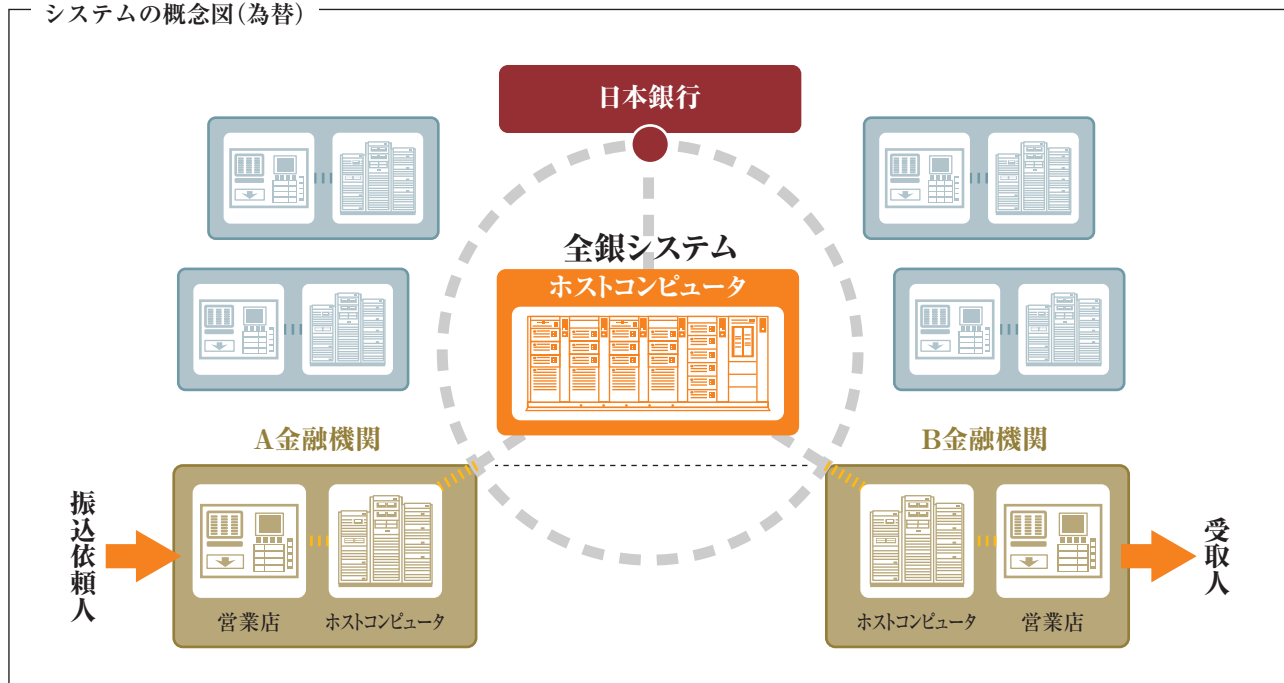 システムの概念図（為替）
日本銀行
全銀システム
ホストコンピュータ
A金融機関
B金融機関
振込依頼人
営業店
ホストコンピュータ
ホストコンピュータ
営業店
受取人